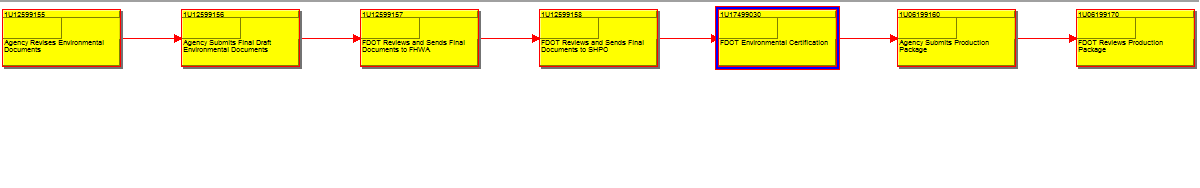 1U12599155
Agency Revises Environmental
Documents
1U12599156
Agency Submits Final Draft
Environmental Documents
1U12599157
FDOT Reviews and Sends Final
Documents to FHWA
1U12599158
FDOT Reviews and Sends Final
Documents to SHPO
1U17499030
FDOT Environmental Certification
1U06199160
Agency Submits Production
Package
1U06199170
FDOT Reviews Production
Package